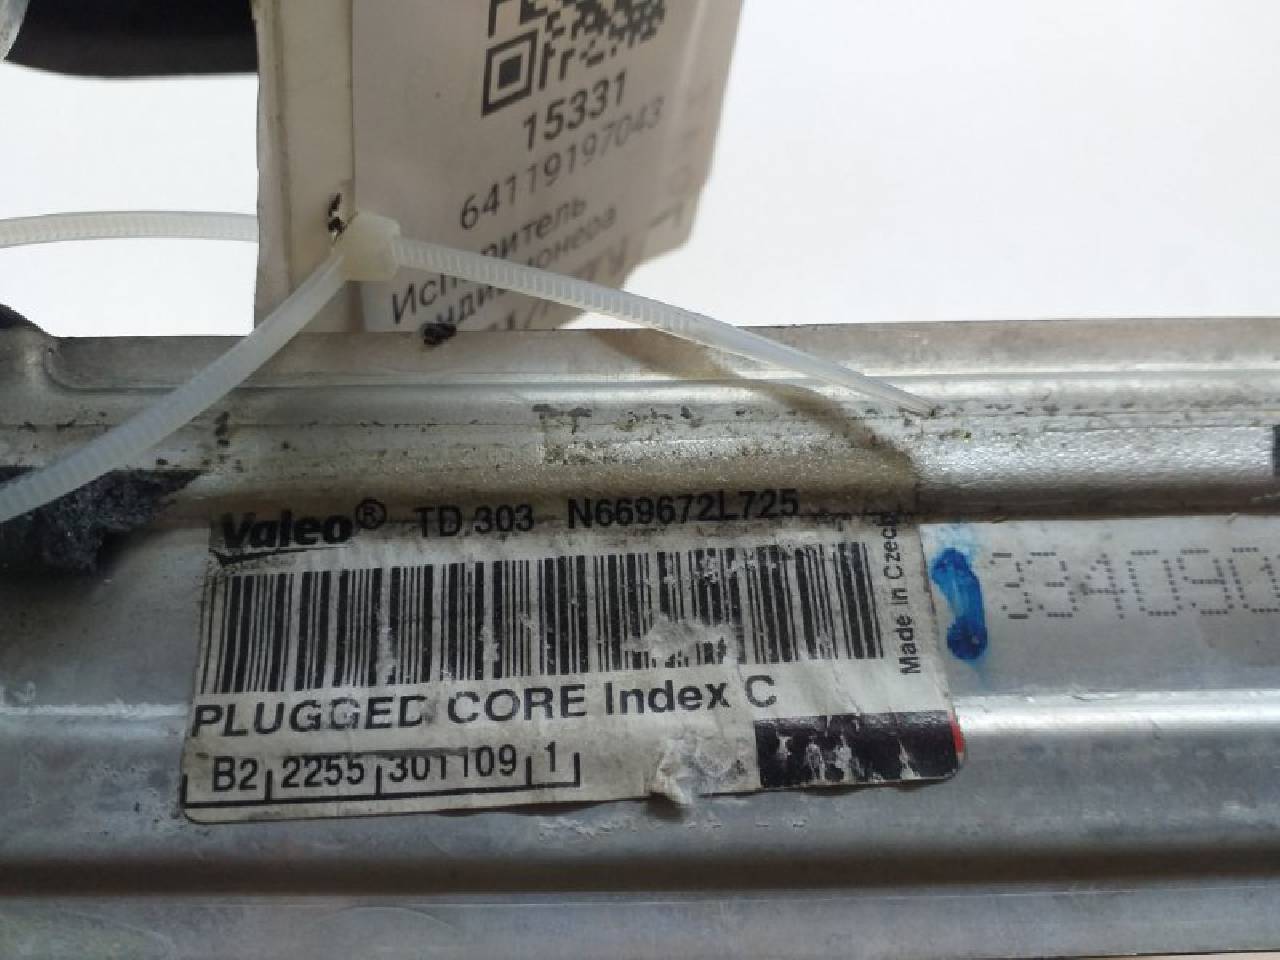 15331
64119197043
Испаритель
кондиционера
Valeo® TD.303 N669672L725
Made in Czech
PLUGGED CORE Index C
B2 2255 301109 1
334090